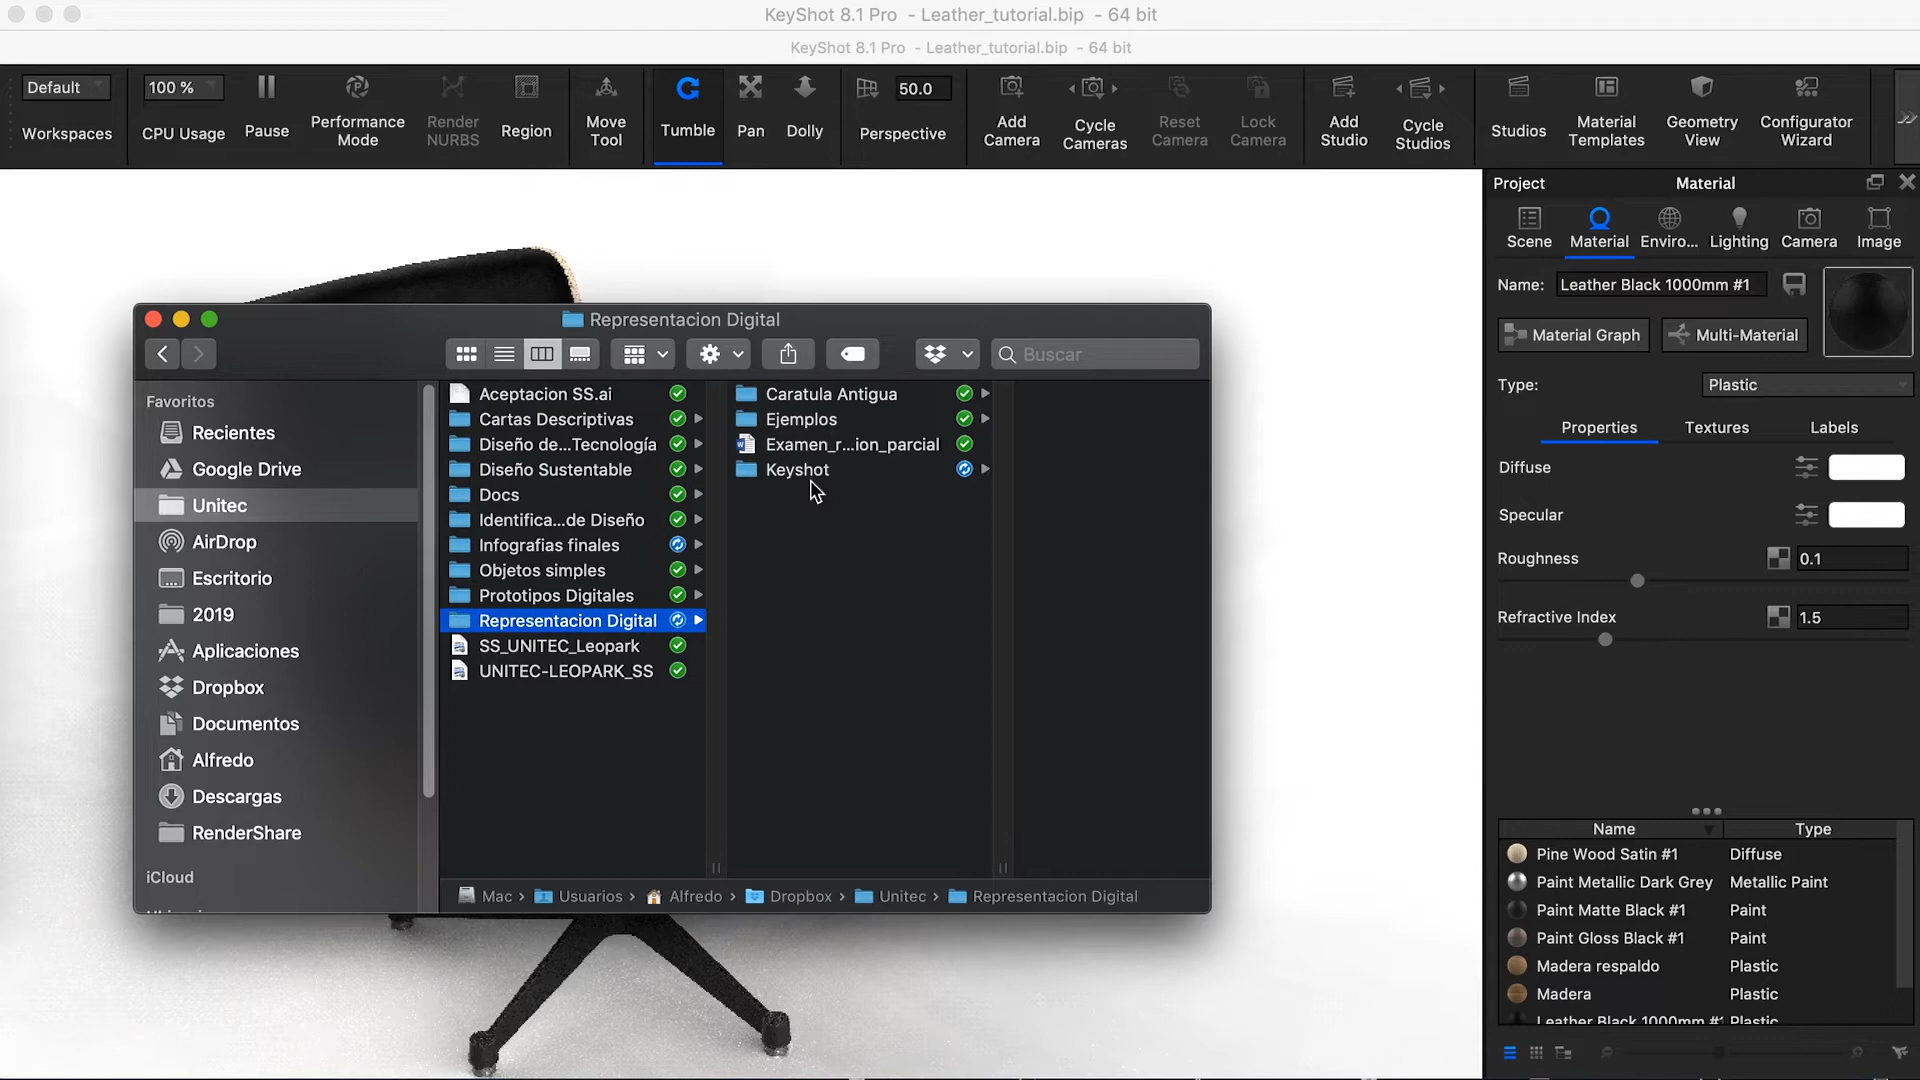 KeyShot 8.1 Pro - Leather_tutorial.bip - 64 bit
KeyShot 8.1 Pro - Leather_tutorial.bip - 64 bit
Default
Workspaces
100 %
CPU Usage
Pause
Performance
Mode
Render
NURBS
Region
Move
Tool
Tumble
Pan
Dolly
50.0
Perspective
Add
Camera
Cycle
Cameras
Reset
Camera
Lock
Camera
Add
Studio
Cycle
Studios
Studios
Material
Templates
Geometry
View
Configurator
Wizard
Project
Material
Scene
Material
Enviro...
Lighting
Camera
Image
Name: Leather Black 1000mm #1
Material Graph
Multi-Material
Type: Plastic
Properties
Textures
Labels
Diffuse
Specular
Roughness 0.1
Refractive Index 1.5
Name Type
Pine Wood Satin #1 Diffuse
Paint Metallic Dark Grey Metallic Paint
Paint Matte Black #1 Paint
Paint Gloss Black #1 Paint
Madera respaldo Plastic
Madera Plastic
Leather Black 1000mm #1 Plastic
Representacion Digital
Buscar
Favoritos
Recientes
Google Drive
Unitec
AirDrop
Escritorio
2019
Aplicaciones
Dropbox
Documentos
Alfredo
Descargas
RenderShare
iCloud
Aceptacion SS.ai
Cartas Descriptivas
Diseño de...Tecnología
Diseño Sustentable
Docs
Identifica...de Diseño
Infografias finales
Objetos simples
Prototipos Digitales
Representacion Digital
SS_UNITEC_Leopark
UNITEC-LEOPARK_SS
Caratula Antigua
Ejemplos
Examen_r...ion_parcial
Keyshot
Mac › Usuarios › Alfredo › Dropbox › Unitec › Representacion Digital